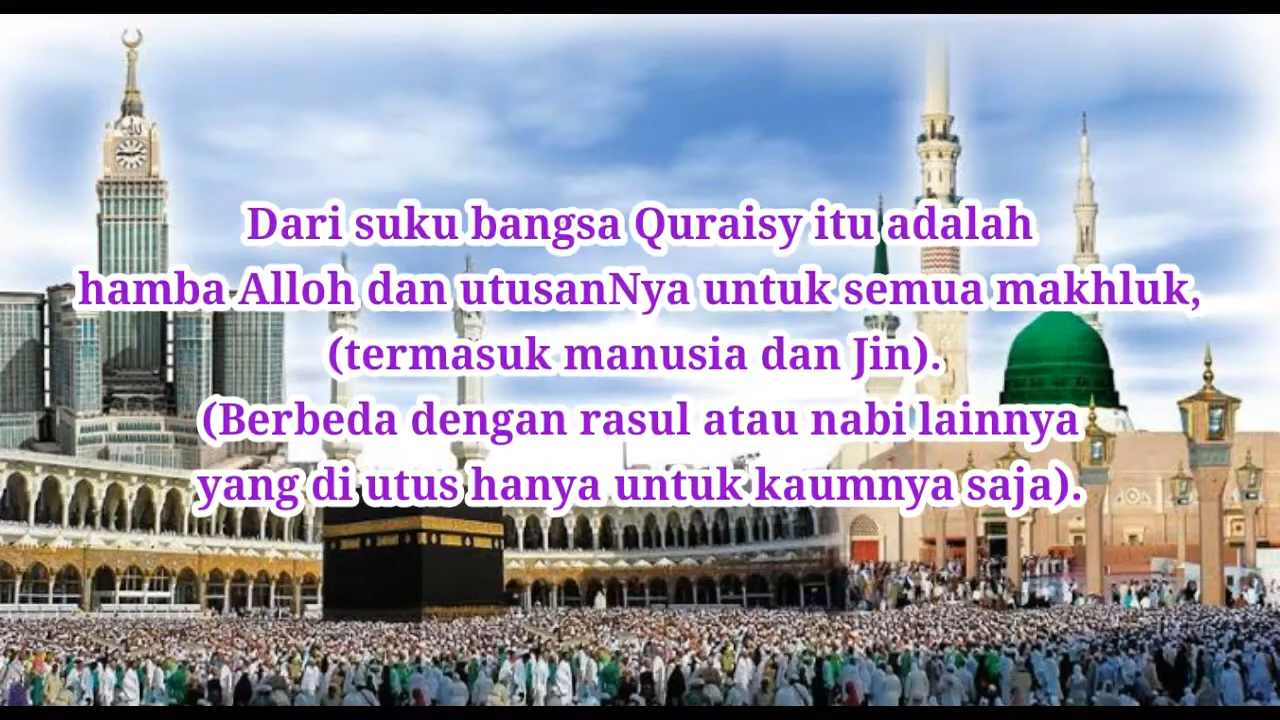 Dari suku bangsa Quraisy itu adalah
hamba Alloh dan utusanNya untuk semua makhluk,
(termasuk manusia dan Jin).
(Berbeda dengan rasul atau nabi lainnya
yang di utus hanya untuk kaumnya saja).